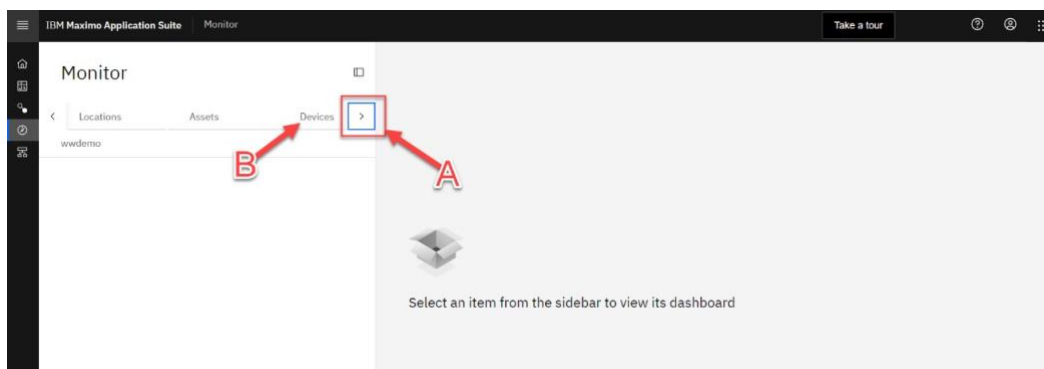 IBM Maximo Application Suite Monitor Take a tour
Monitor
Locations Assets Devices
wwdemo
B
A
Select an item from the sidebar to view its dashboard